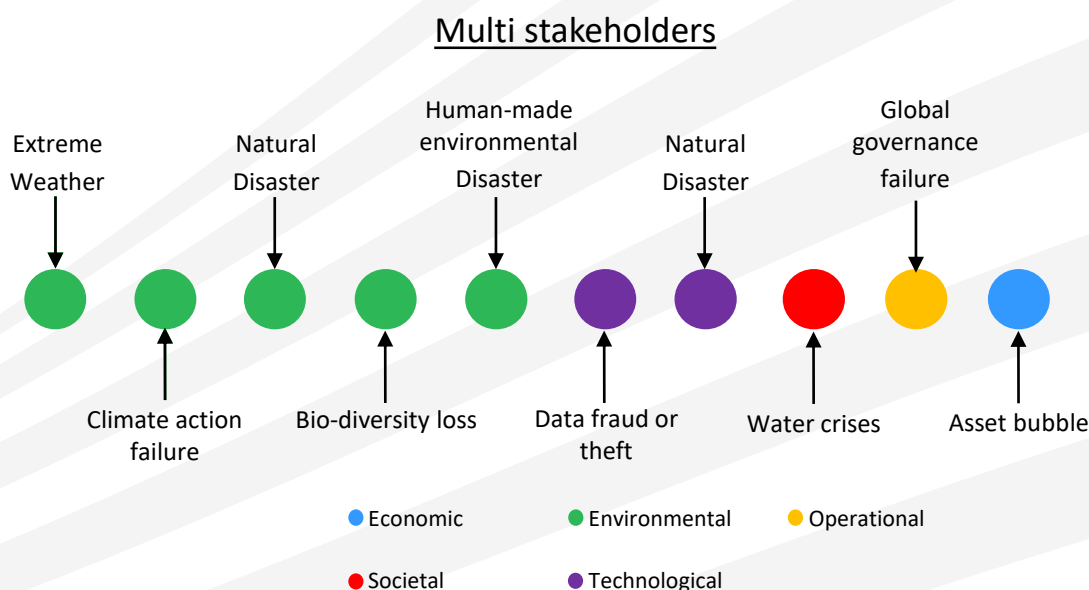 Multi stakeholders
Extreme
Weather
Natural
Disaster
Human-made
environmental
Disaster
Natural
Disaster
Global
governance
failure
Climate action
failure
Bio-diversity loss
Data fraud or
theft
Water crises
Asset bubble
Economic
Environmental
Operational
Societal
Technological